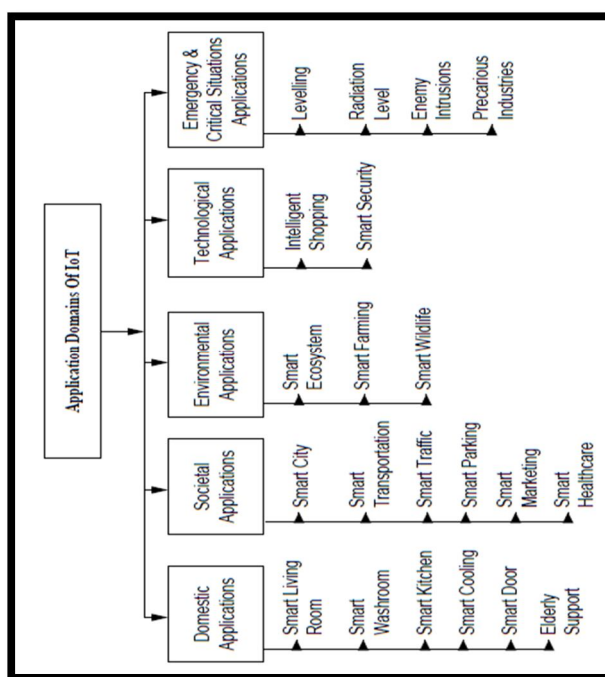 Application Domains Of IoT
Domestic
Applications
Smart Living
Room
Smart
Washroom
Smart Kitchen
Smart Cooling
Smart Door
Elderly
Support
Societal
Applications
Smart City
Smart
Transportation
Smart Traffic
Smart Parking
Smart
Marketing
Smart
Healthcare
Environmental
Applications
Smart
Ecosystem
Smart Farming
Smart Wildlife
Technological
Applications
Intelligent
Shopping
Smart Security
Emergency &
Critical Situations
Applications
Levelling
Radiation
Level
Enemy
Intrusions
Precarious
Industries